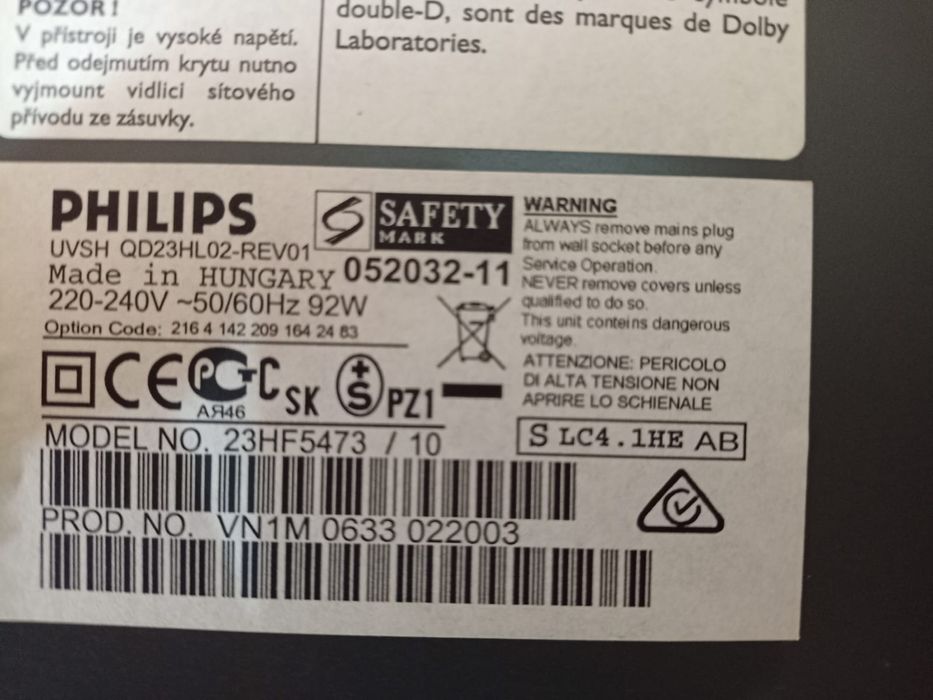 POZOR!
V přístroji je vysoké napětí.
Před odejmutím krytu nutno
vyjmount vidlici síťového
přívodu ze zásuvky.
double-D, sont des marques de Dolby
Laboratories.
PHILIPS
SAFETY
MARK
UVSH QD23HL02-REV01
Made in HUNGARY 052032-11
220-240V ~50/60Hz 92W
Option Code: 216 4 142 209 164 24 83
WARNING
ALWAYS remove mains plug
from wall socket before any
Service Operation.
NEVER remove covers unless
qualified to do so.
This unit conteins dangerous
voltage.
ATTENZIONE: PERICOLO
DI ALTA TENSIONE NON
APRIRE LO SCHIENALE
CE PG C SK +S PZ1
АЯ46
MODEL NO. 23HF5473 / 10
S LC4.1HE AB
PROD. NO. VN1M 0633 022003